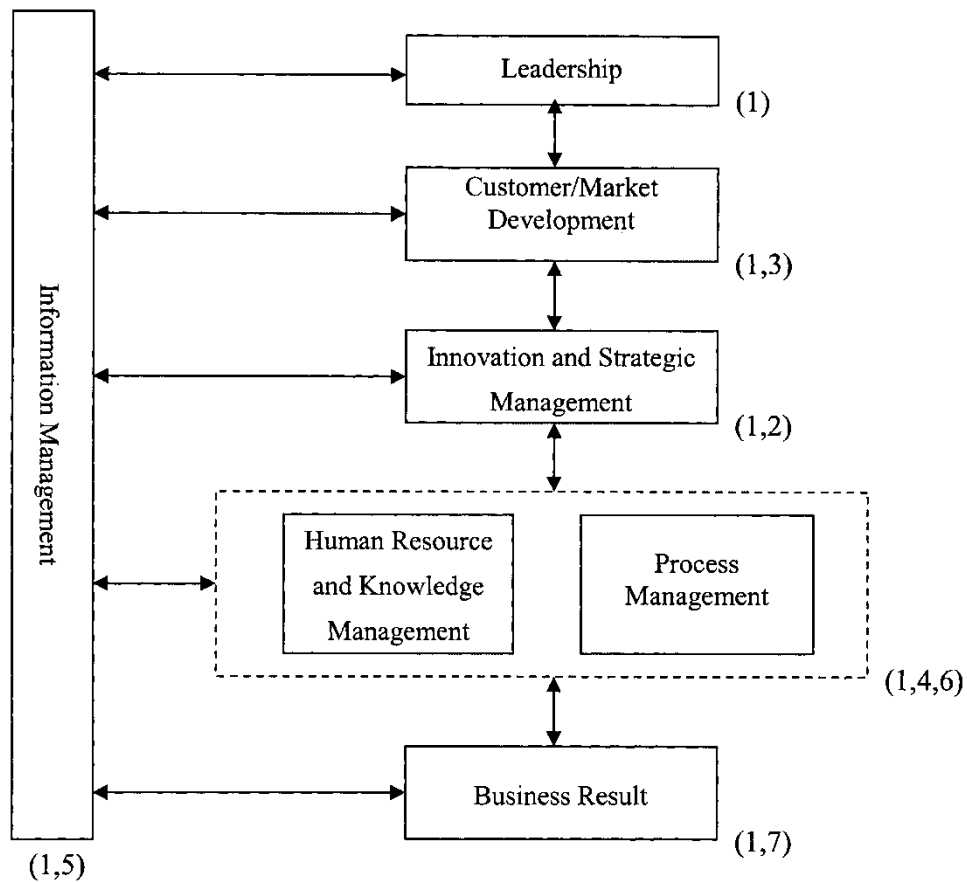 Leadership
(1)
Customer/Market
Development
(1,3)
Information Management
Innovation and Strategic
Management
(1,2)
Human Resource
and Knowledge
Management
Process
Management
(1,4,6)
Business Result
(1,7)
(1,5)